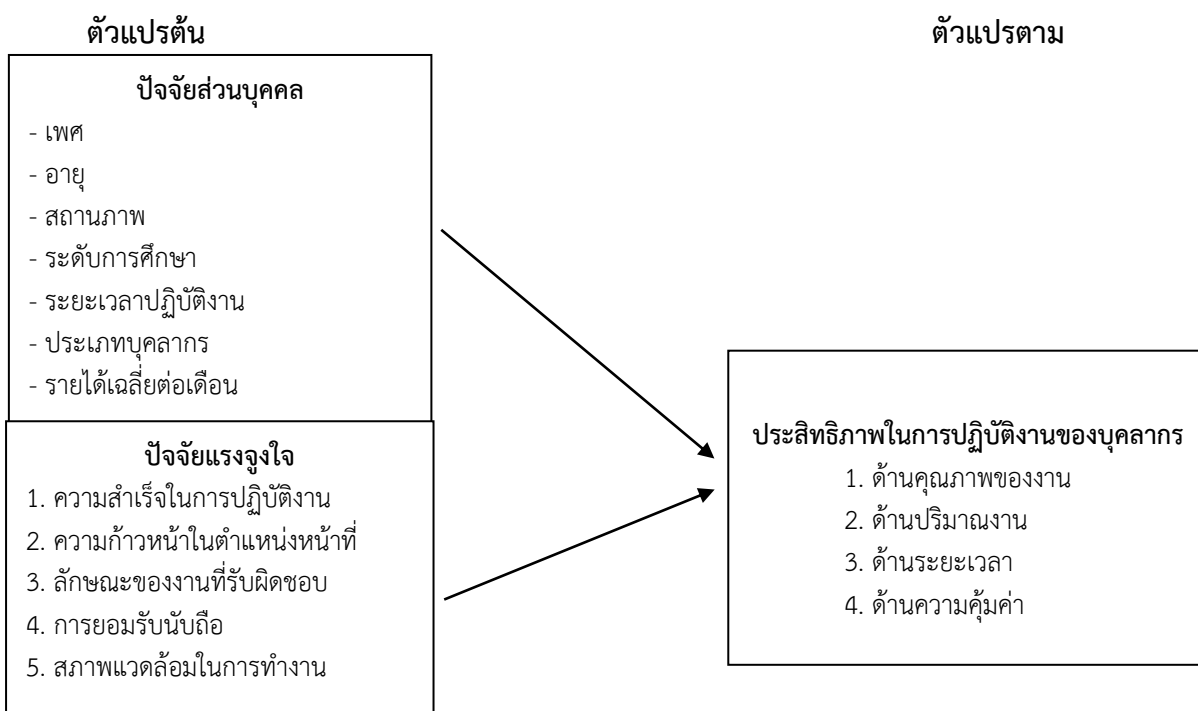 ตัวแปรต้น
ตัวแปรตาม
ปัจจัยส่วนบุคคล
- เพศ
- อายุ
- สถานภาพ
- ระดับการศึกษา
- ระยะเวลาปฏิบัติงาน
- ประเภทบุคลากร
- รายได้เฉลี่ยต่อเดือน
ปัจจัยแรงจูงใจ
1. ความสำเร็จในการปฏิบัติงาน
2. ความก้าวหน้าในตำแหน่งหน้าที่
3. ลักษณะของงานที่รับผิดชอบ
4. การยอมรับนับถือ
5. สภาพแวดล้อมในการทำงาน
ประสิทธิภาพในการปฏิบัติงานของบุคลากร
1. ด้านคุณภาพของงาน
2. ด้านปริมาณงาน
3. ด้านระยะเวลา
4. ด้านความคุ้มค่า